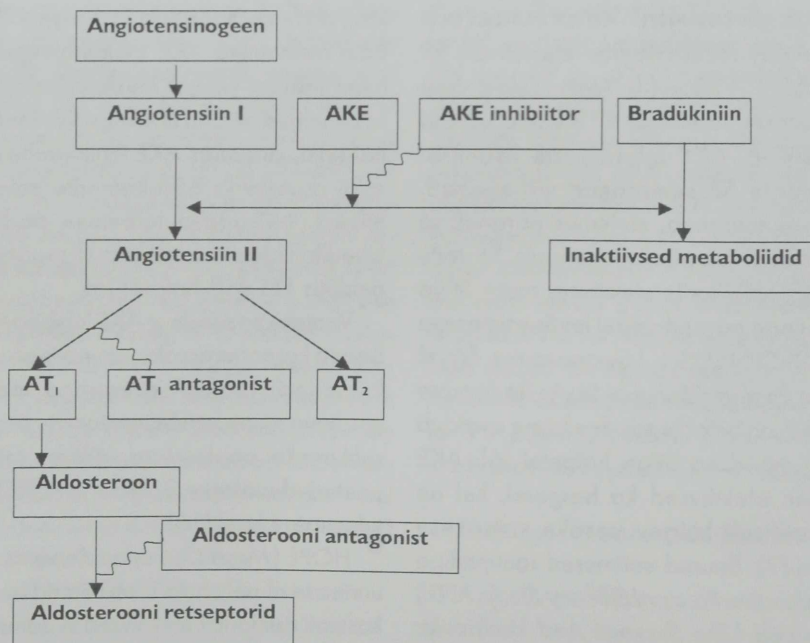 Angiotensinogeen
Angiotensiin I
AKE
AKE inhibiitor
Bradükiniin
Angiotensiin II
Inaktiivsed metaboliidid
AT₁
AT₁ antagonist
AT₂
Aldosteroon
Aldosterooni antagonist
Aldosterooni retseptorid